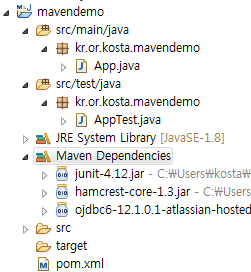 mavendemo
src/main/java
kr.or.kosta.mavendemo
App.java
src/test/java
kr.or.kosta.mavendemo
AppTest.java
JRE System Library [JavaSE-1.8]
Maven Dependencies
junit-4.12.jar - C:₩Users₩kosta₩
hamcrest-core-1.3.jar - C:₩Users
ojdbc6-12.1.0.1-atlassian-hosted
src
target
pom.xml